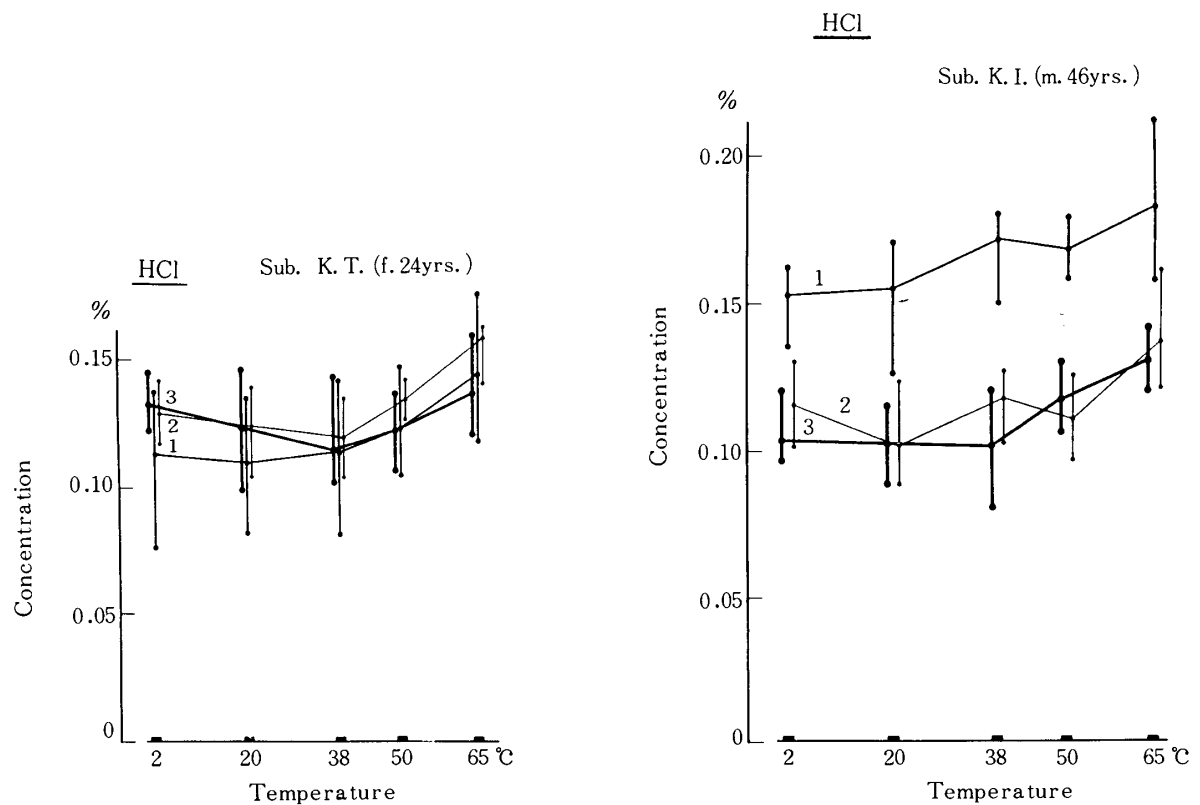 HCl
Sub. K. T. (f. 24yrs.)
%
0.15
0.10
0.05
0
Concentration
3
2
1
2 20 38 50 65 ℃
Temperature
HCl
Sub. K. I. (m. 46yrs.)
%
0.20
0.15
0.10
0.05
0
Concentration
1
2
3
2 20 38 50 65 ℃
Temperature